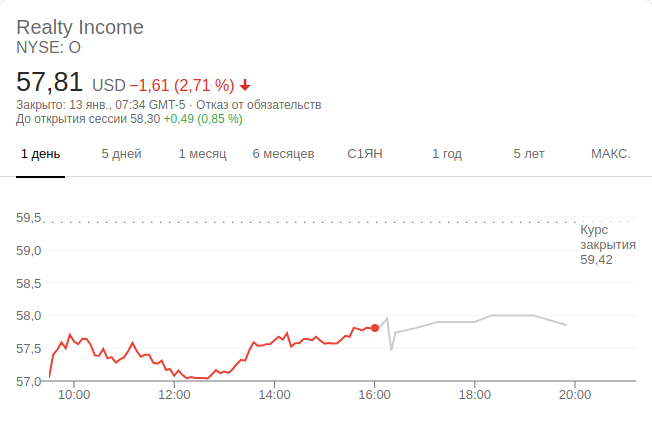 Realty Income
NYSE: O
57,81 USD −1,61 (2,71 %)
Закрыто: 13 янв., 07:34 GMT-5 · Отказ от обязательств
До открытия сессии 58,30 +0,49 (0,85 %)
1 день 5 дней 1 месяц 6 месяцев С1ЯН 1 год 5 лет МАКС.
59,5
Курс
закрытия
59,42
59,0
58,5
58,0
57,5
57,0
10:00 12:00 14:00 16:00 18:00 20:00